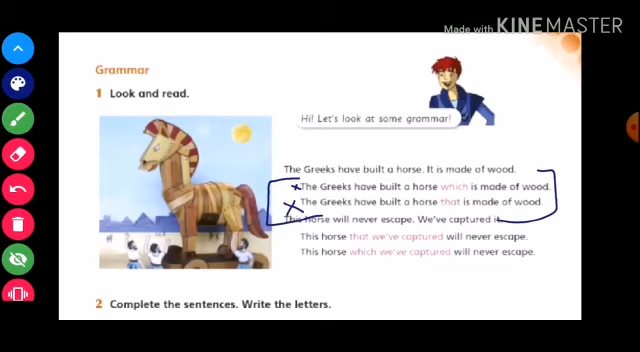 Made with KINEMASTER
Grammar
1 Look and read.
Hi! Let's look at some grammar!
The Greeks have built a horse. It is made of wood.
The Greeks have built a horse which is made of wood.
The Greeks have built a horse that is made of wood.
This horse will never escape. We've captured it.
This horse that we've captured will never escape.
This horse which we've captured will never escape.
2 Complete the sentences. Write the letters.